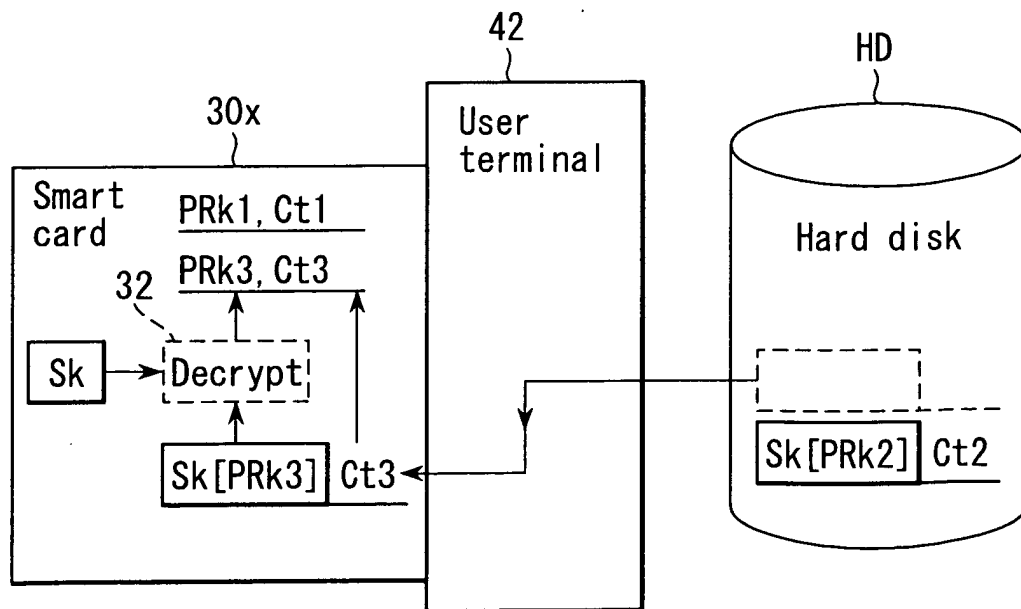 42
HD
30x
User
terminal
Smart
card
PRk1, Ct1
PRk3, Ct3
Hard disk
32
Sk
Decrypt
Sk[PRk3] Ct3
Sk[PRk2] Ct2